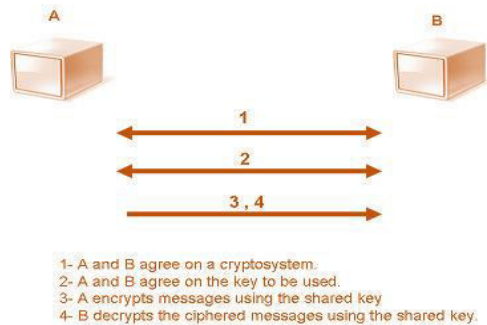 A
B
1
2
3 , 4
1- A and B agree on a cryptosystem.
2- A and B agree on the key to be used.
3- A encrypts messages using the shared key
4- B decrypts the ciphered messages using the shared key.